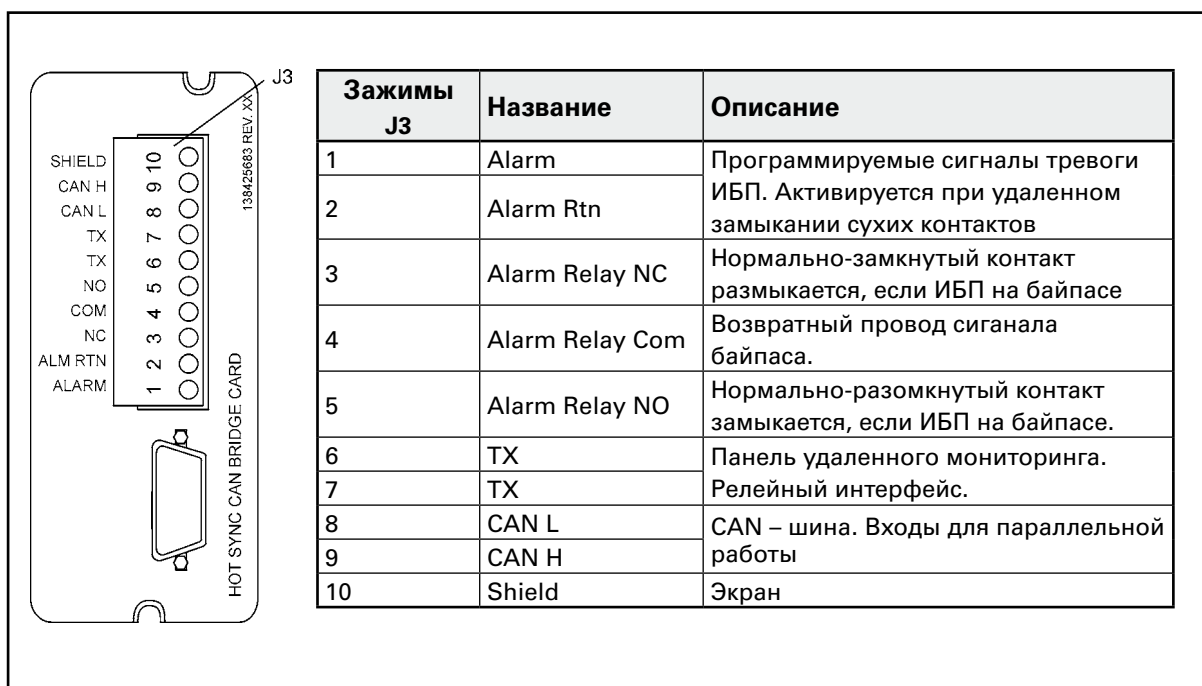 J3
138425683 REV. XX
SHIELD 10
CAN H 9
CAN L 8
TX 7
TX 6
NO 5
COM 4
NC 3
ALM RTN 2
ALARM 1
HOT SYNC CAN BRIDGE CARD
Зажимы J3 Название Описание
1 Alarm Программируемые сигналы тревоги
ИБП. Активируется при удаленном
2 Alarm Rtn замыкании сухих контактов
3 Alarm Relay NC Нормально-замкнутый контакт
размыкается, если ИБП на байпасе
4 Alarm Relay Com Возвратный провод сиганала
байпаса.
5 Alarm Relay NO Нормально-разомкнутый контакт
замыкается, если ИБП на байпасе.
6 TX Панель удаленного мониторинга.
7 TX Релейный интерфейс.
8 CAN L CAN – шина. Входы для параллельной
9 CAN H работы
10 Shield Экран